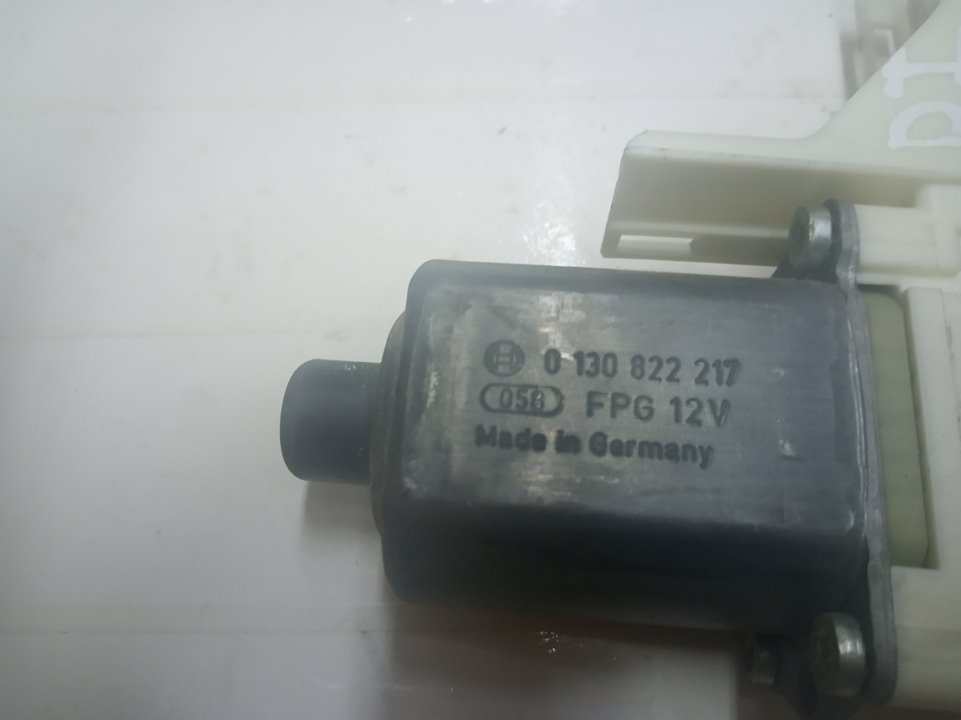 0 130 822 217
058 FPG 12V
Made in Germany